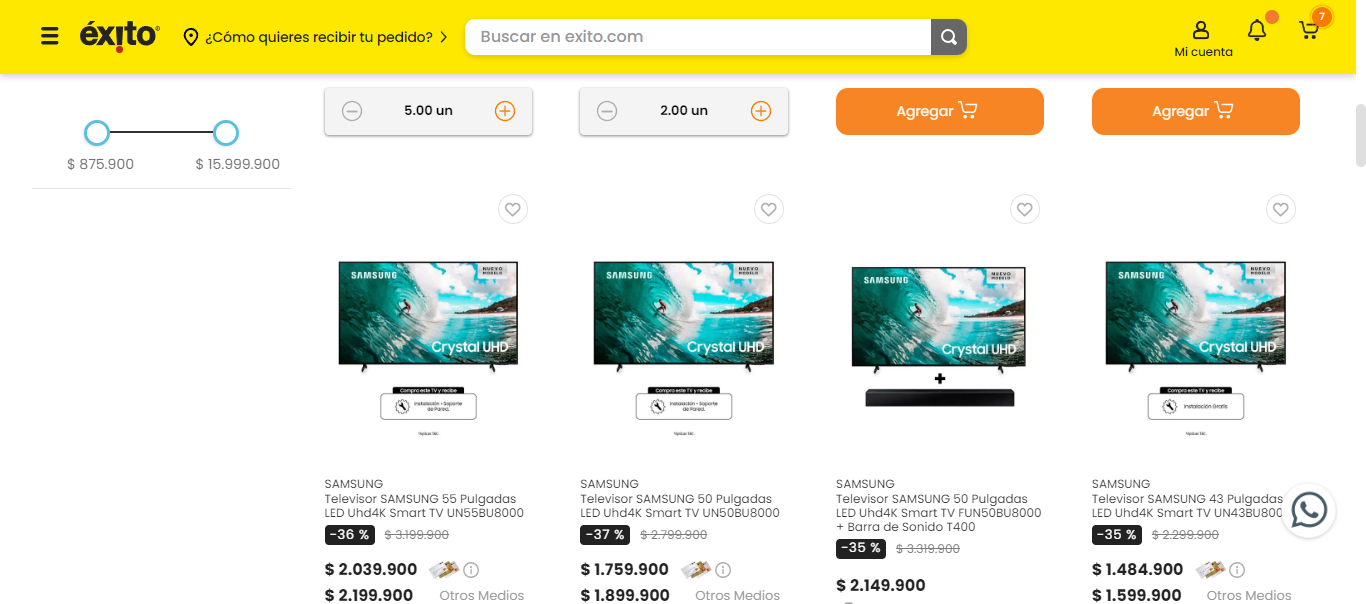 éxito
¿Cómo quieres recibir tu pedido?
Buscar en exito.com
Mi cuenta
7
$ 875.900
$ 15.999.900
5.00 un
2.00 un
Agregar
Agregar
SAMSUNG
NUEVO MODELO
Crystal UHD
Compra este TV y recibe
Instalación + Soporte
de Pared.
SAMSUNG
Televisor SAMSUNG 55 Pulgadas
LED Uhd4K Smart TV UN55BU8000
-36 %
$ 3.199.900
$ 2.039.900
$ 2.199.900
Otros Medios
SAMSUNG
NUEVO MODELO
Crystal UHD
Compra este TV y recibe
Instalación + Soporte
de Pared.
SAMSUNG
Televisor SAMSUNG 50 Pulgadas
LED Uhd4K Smart TV UN50BU8000
-37 %
$ 2.799.900
$ 1.759.900
$ 1.899.900
Otros Medios
SAMSUNG
NUEVO MODELO
Crystal UHD
+
SAMSUNG
Televisor SAMSUNG 50 Pulgadas
LED Uhd4K Smart TV FUN50BU8000
+ Barra de Sonido T400
-35 %
$ 3.319.900
$ 2.149.900
SAMSUNG
NUEVO MODELO
Crystal UHD
Compra este TV y recibe
Instalación Gratis
SAMSUNG
Televisor SAMSUNG 43 Pulgadas
LED Uhd4K Smart TV UN43BU800
-35 %
$ 2.299.900
$ 1.484.900
$ 1.599.900
Otros Medios